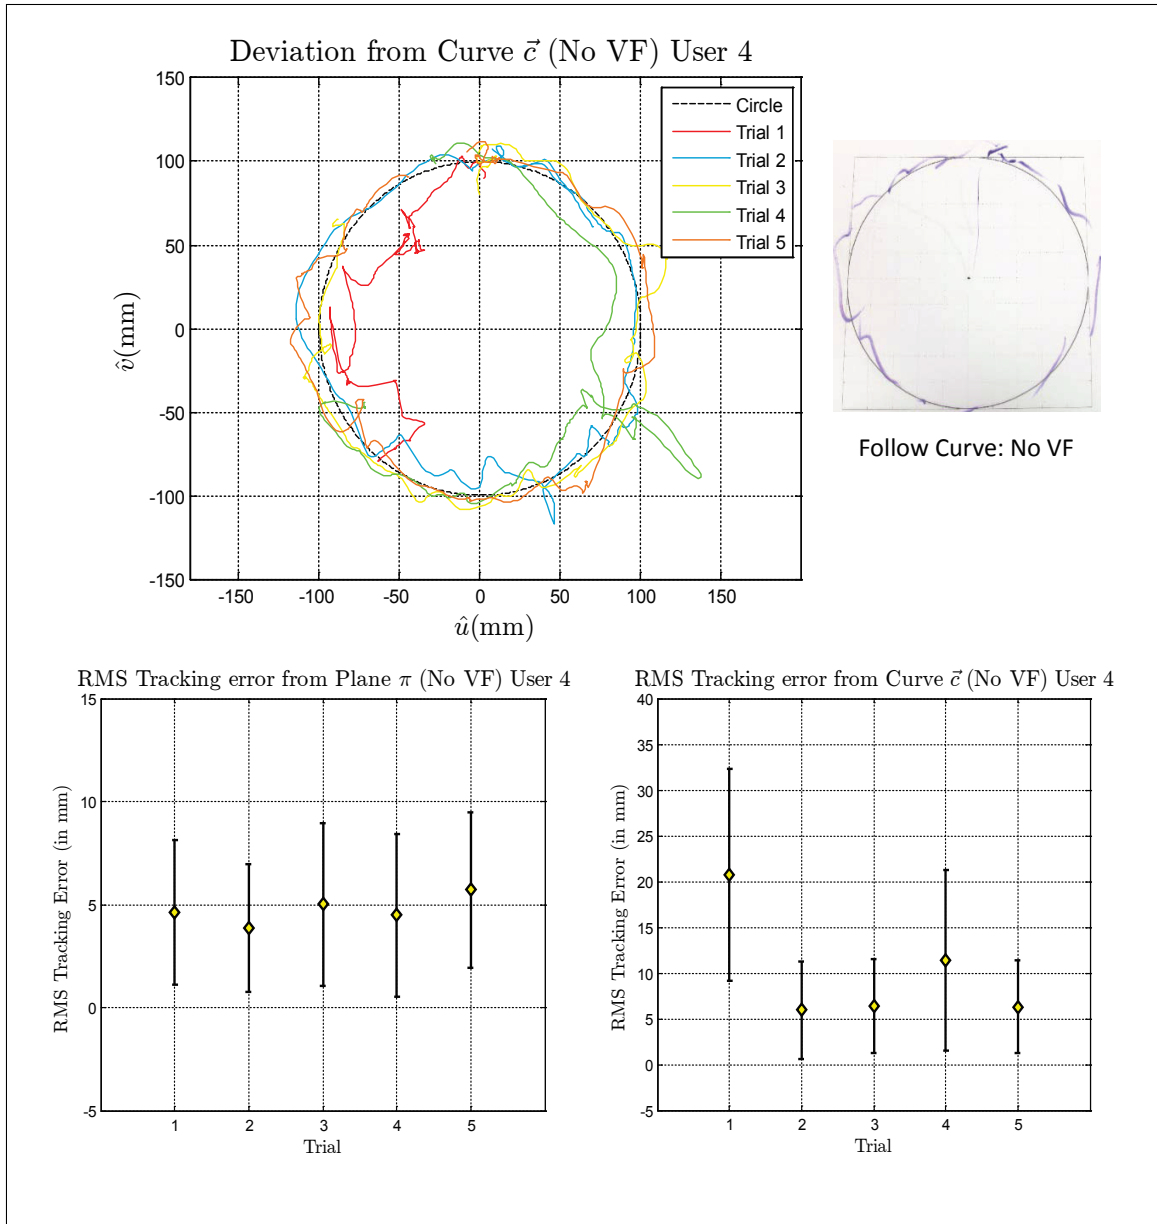 Deviation from Curve c⃗ (No VF) User 4
150
100
50
0
-50
-100
-150
-150
-100
-50
0
50
100
150
v̂(mm)
û(mm)
Circle
Trial 1
Trial 2
Trial 3
Trial 4
Trial 5
Follow Curve: No VF
RMS Tracking error from Plane π (No VF) User 4
15
10
5
0
-5
1
2
3
4
5
RMS Tracking Error (in mm)
Trial
RMS Tracking error from Curve c⃗ (No VF) User 4
40
35
30
25
20
15
10
5
0
-5
1
2
3
4
5
RMS Tracking Error (in mm)
Trial